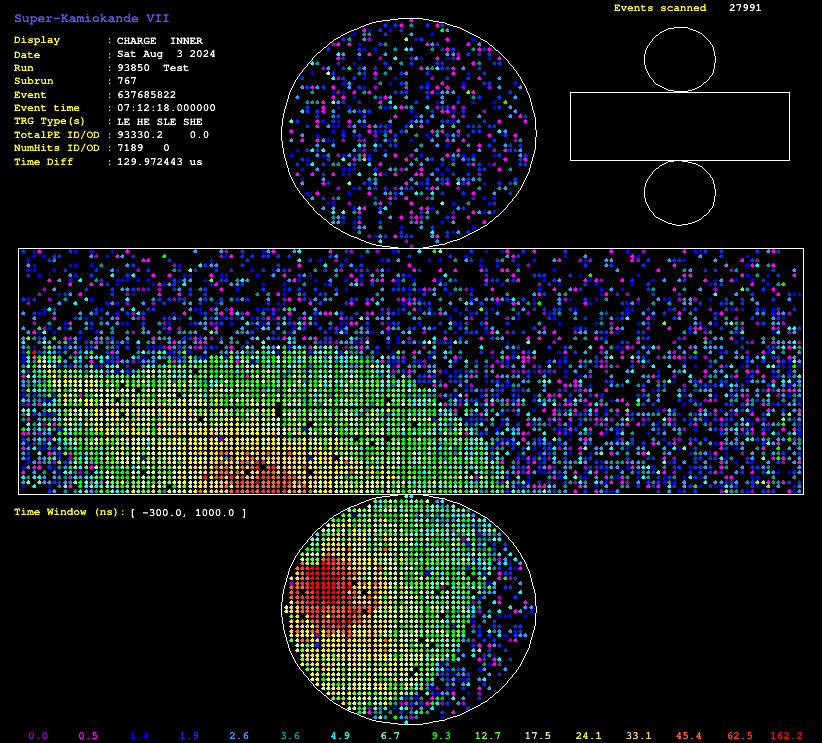 Super-Kamiokande VII
Events scanned 27991
Display : CHARGE INNER
Date : Sat Aug 3 2024
Run : 93850 Test
Subrun : 767
Event : 637685822
Event time : 07:12:18.000000
TRG Type(s) : LE HE SLE SHE
TotalPE ID/OD : 93330.2 0.0
NumHits ID/OD : 7189 0
Time Diff : 129.972443 us
Time Window (ns): [ -300.0, 1000.0 ]
0.0 0.5 1.4 1.9 2.6 3.6 4.9 6.7 9.3 12.7 17.5 24.1 33.1 45.4 62.5 162.2